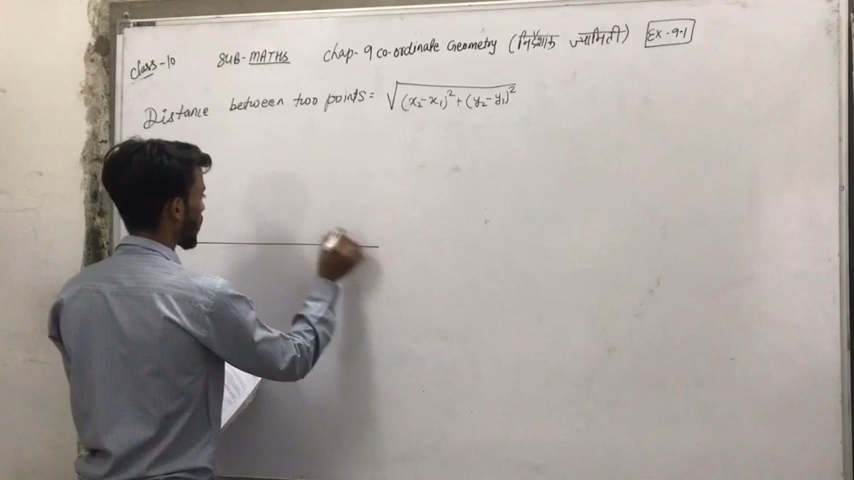 class-10 SUB-MATHS Chap-9 co-ordinate Geometry (निर्देशांक ज्यामिती) Ex-9.1
Distance between two points = √(x₂-x₁)² + (y₂-y₁)²